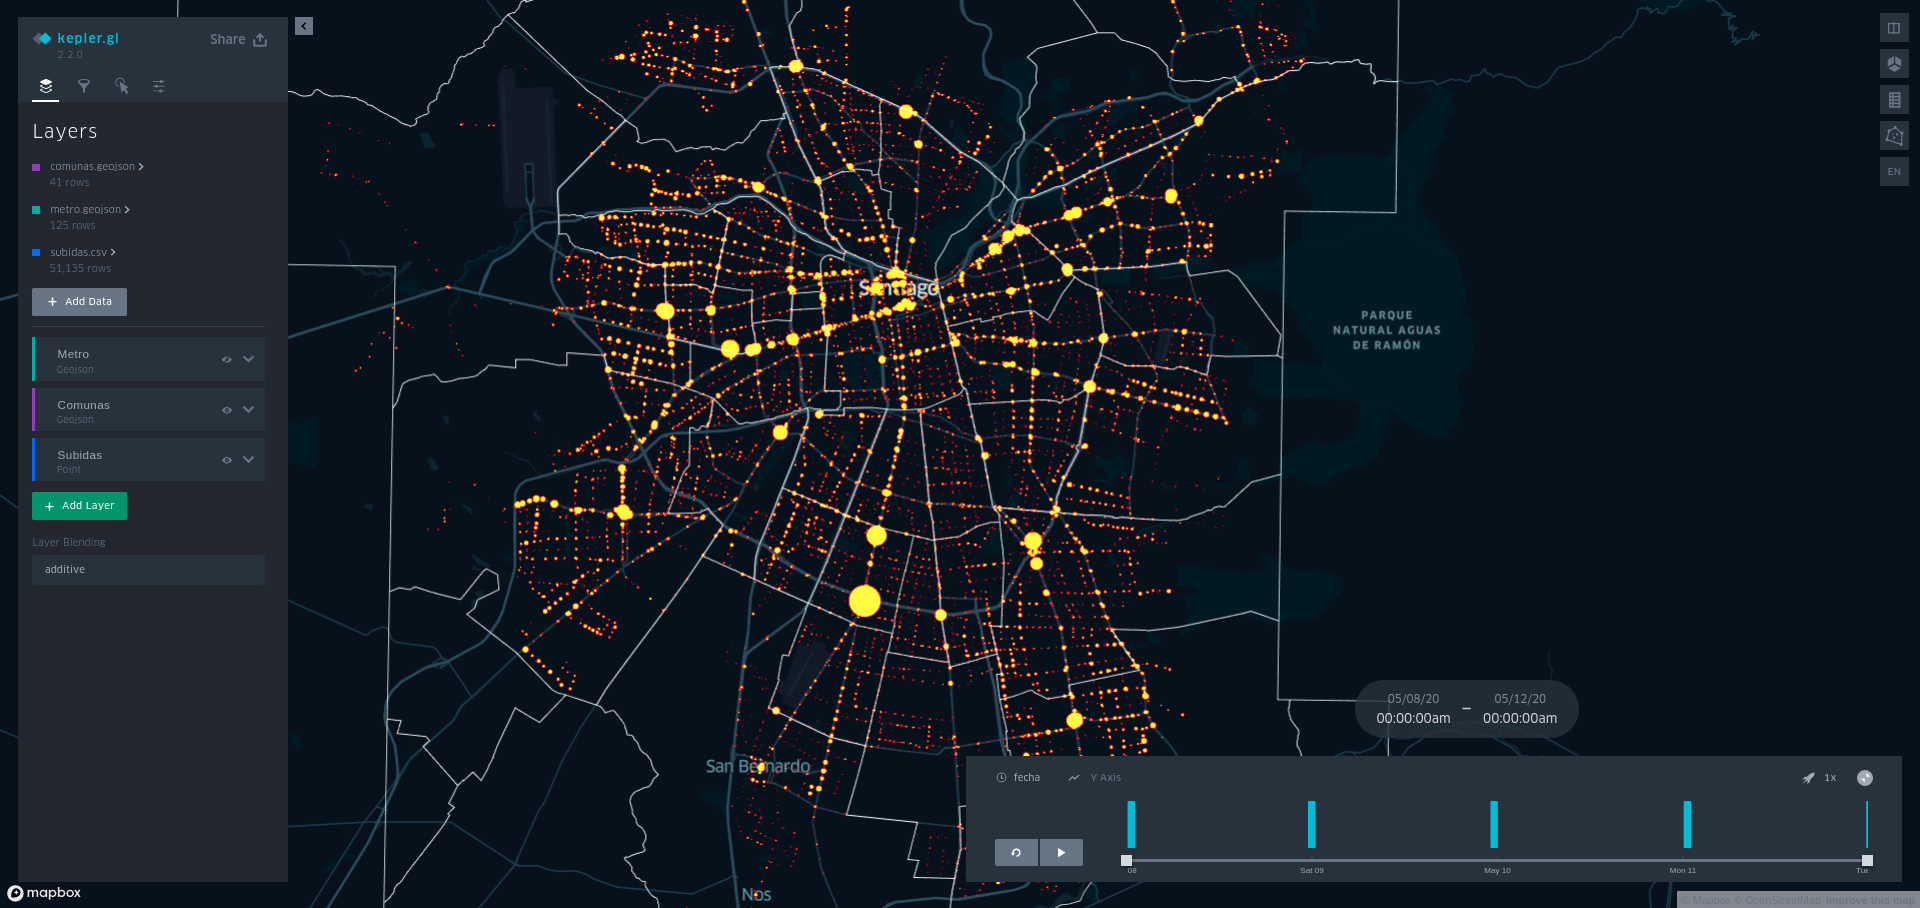 kepler.gl
2.2.0
Share
Layers
comunas.geojson
41 rows
metro.geojson
125 rows
subidas.csv
51,135 rows
+ Add Data
Metro
Geojson
Comunas
Geojson
Subidas
Point
+ Add Layer
Layer Blending
additive
mapbox
Santiago
San Bernardo
Nos
PARQUE
NATURAL AGUAS
DE RAMÓN
EN
05/08/20
00:00:00am
–
05/12/20
00:00:00am
fecha
Y Axis
1x
08
Sat 09
May 10
Mon 11
Tue
© Mapbox © OpenStreetMap Improve this map